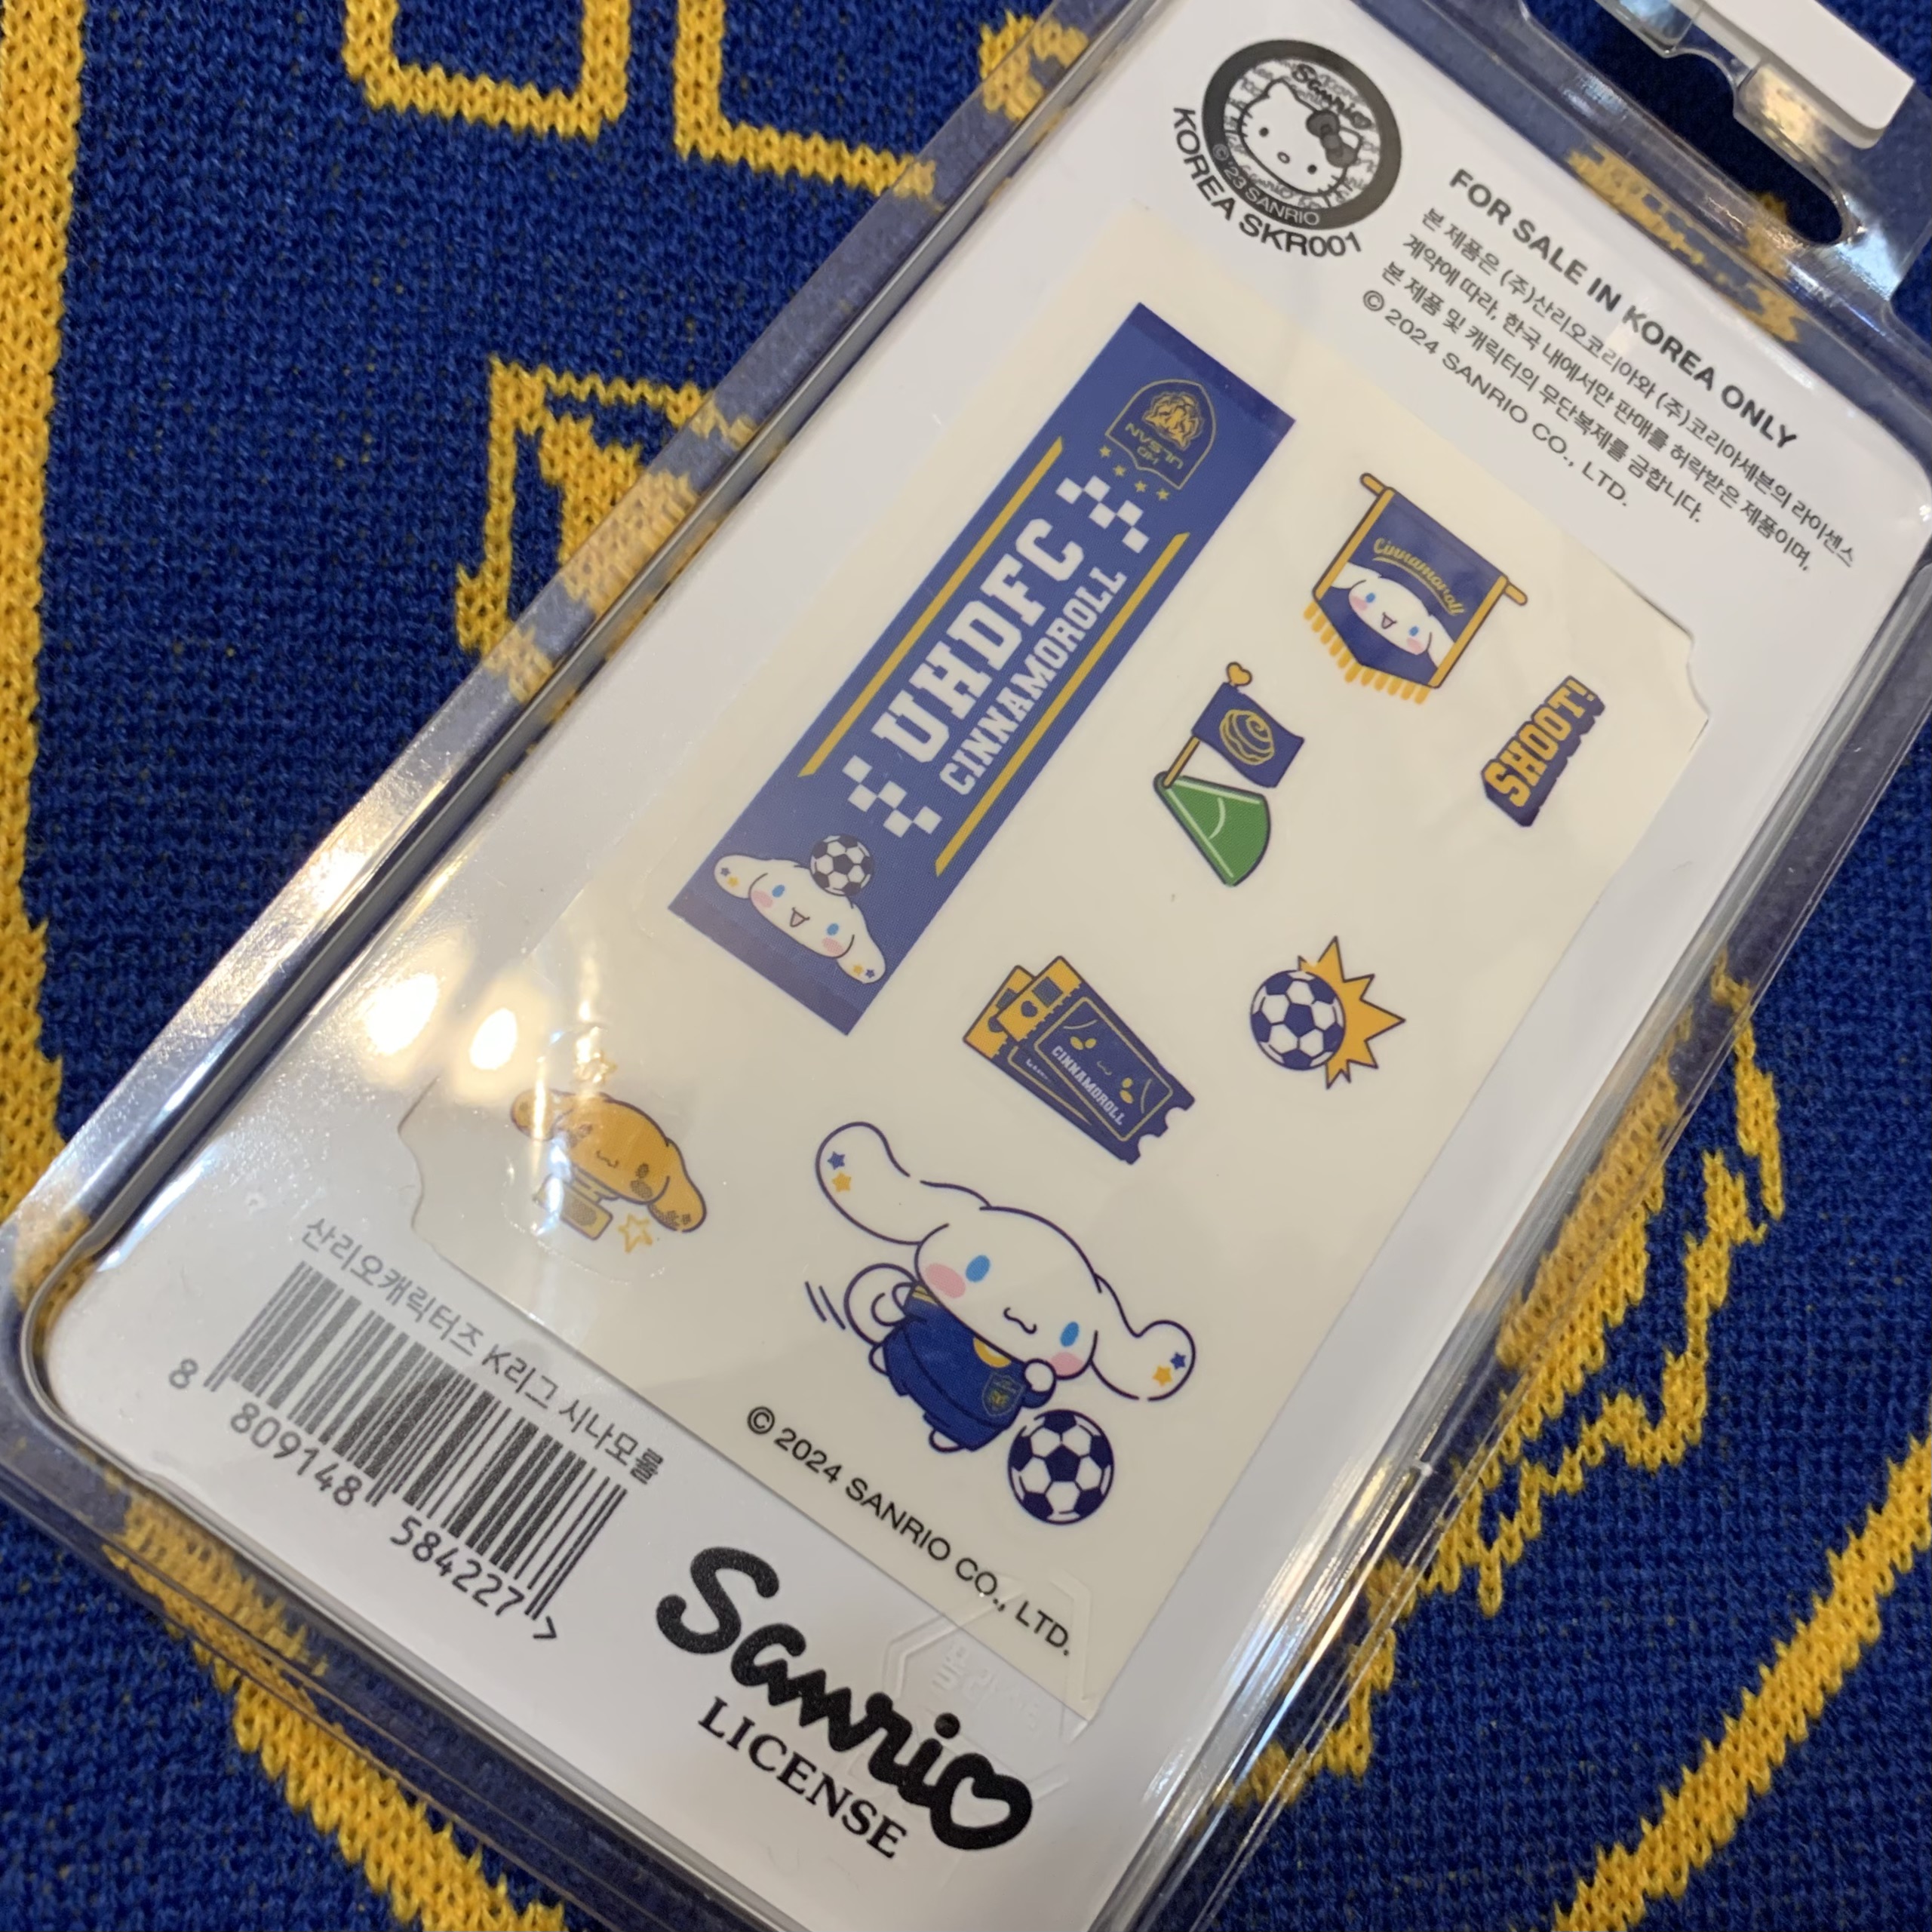 Sanrio
© '23 SANRIO
KOREA SKR001
FOR SALE IN KOREA ONLY
본 제품은 (주)산리오코리아와 (주)코리아세븐의 라이센스
계약에 따라, 한국 내에서만 판매를 허락받은 제품이며,
본 제품 및 캐릭터의 무단복제를 금합니다.
© 2024 SANRIO CO., LTD.
ULSAN
HD
UHDFC
CINNAMOROLL
Cinnamoroll
SHOOT!
CINNAMOROLL
© 2024 SANRIO CO., LTD.
산리오캐릭터즈 K리그 시나모롤
8 809148 584227 >
Sanrio
LICENSE